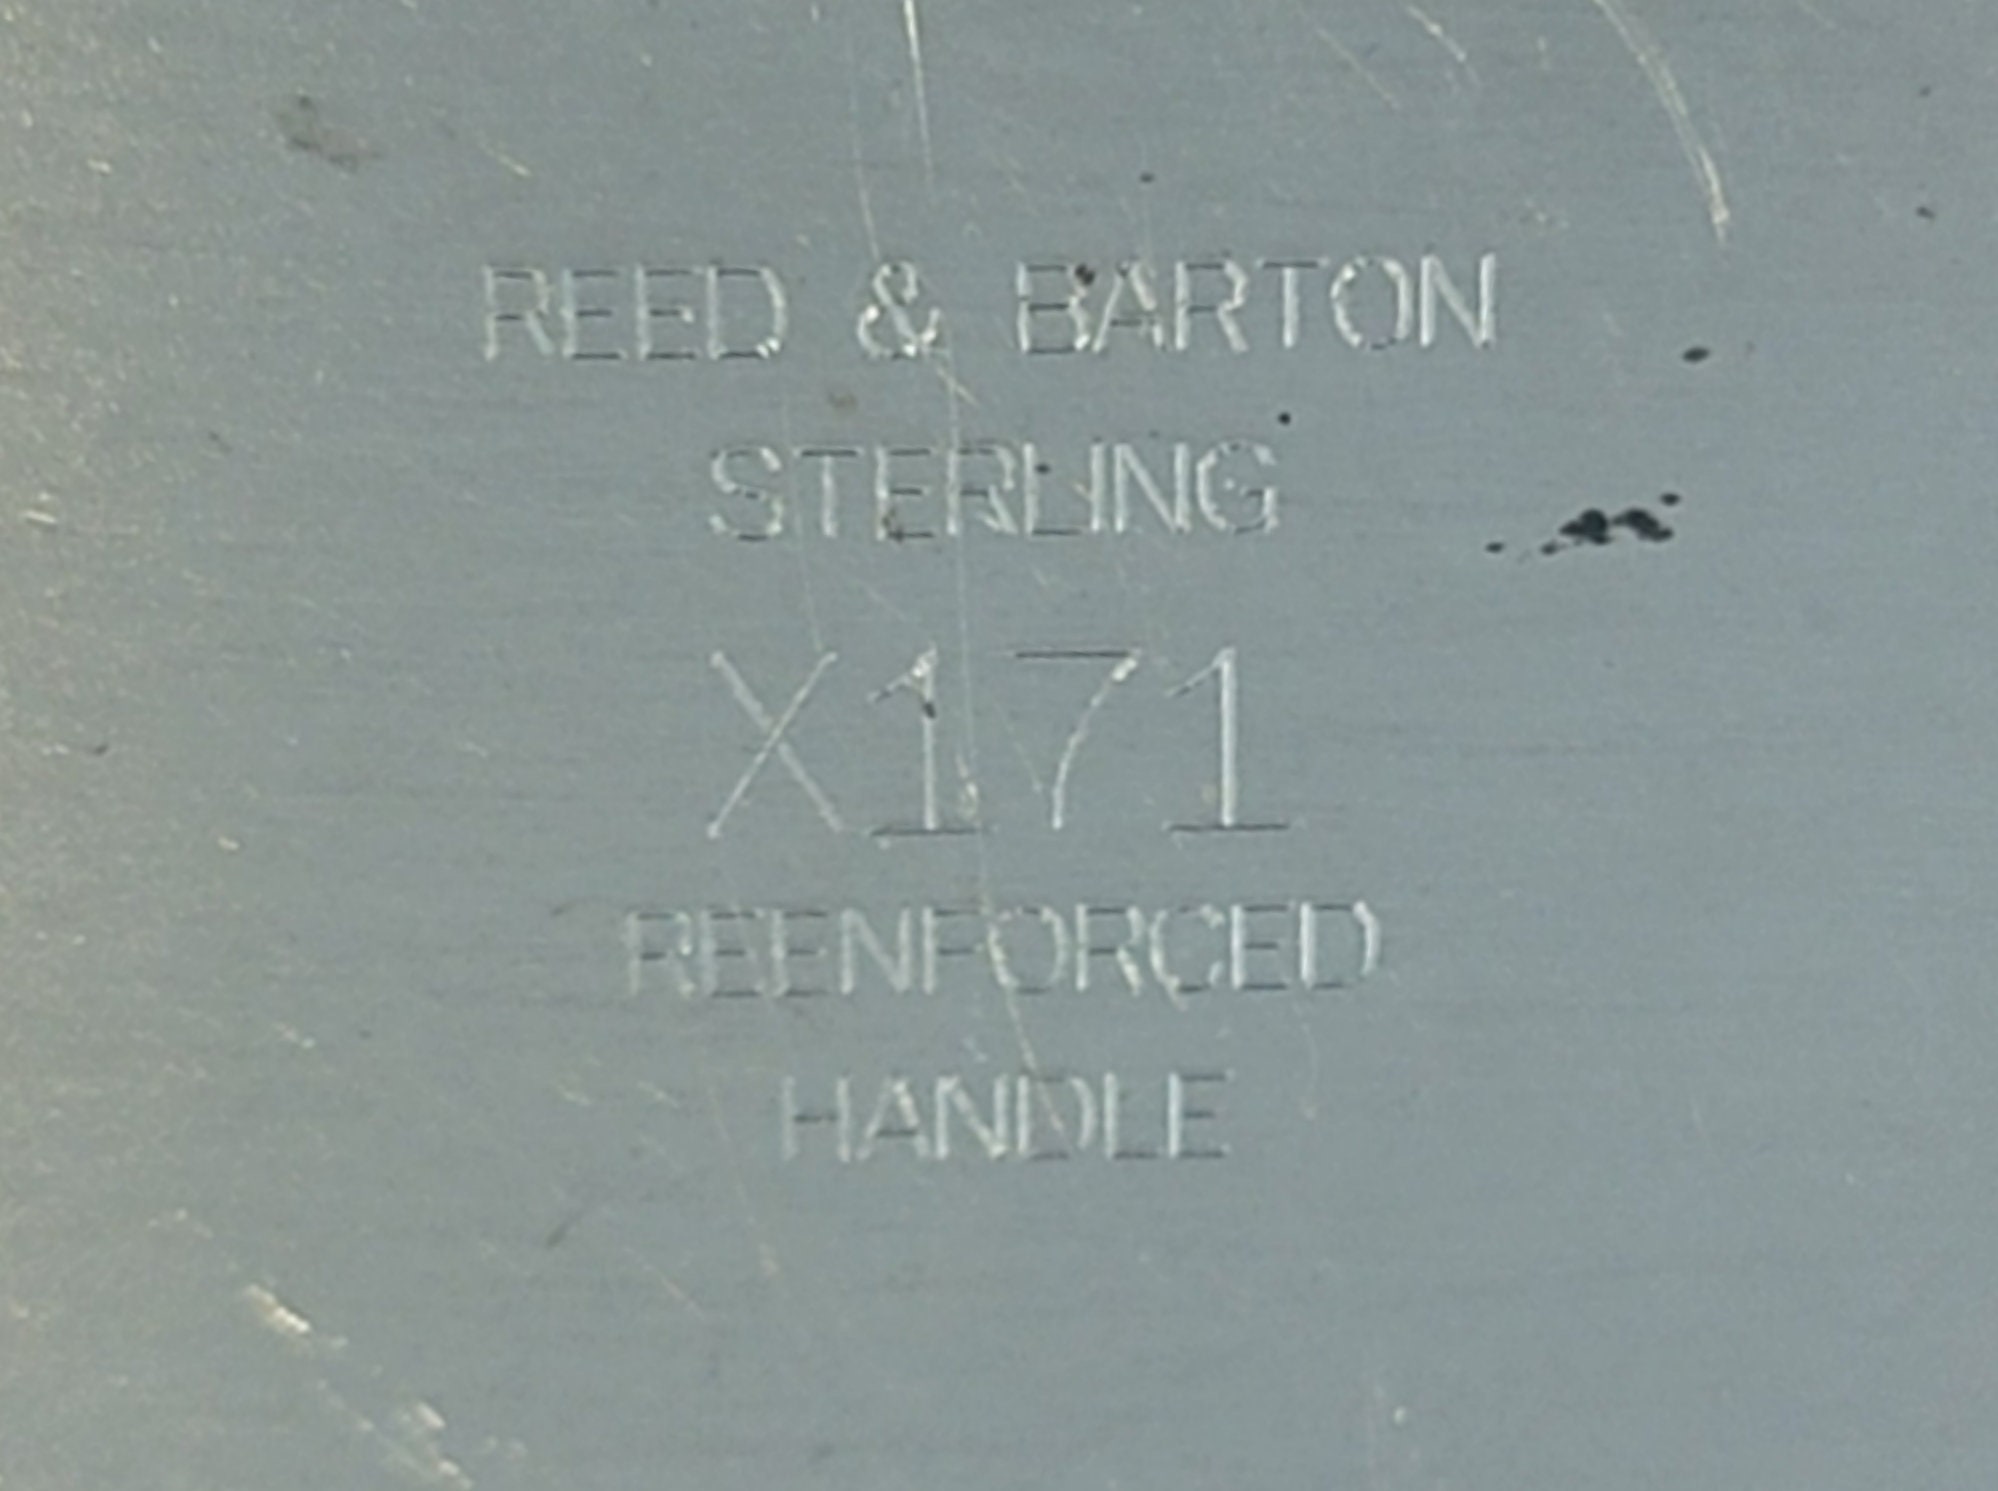 REED & BARTON
STERLING
X171
REENFORCED
HANDLE